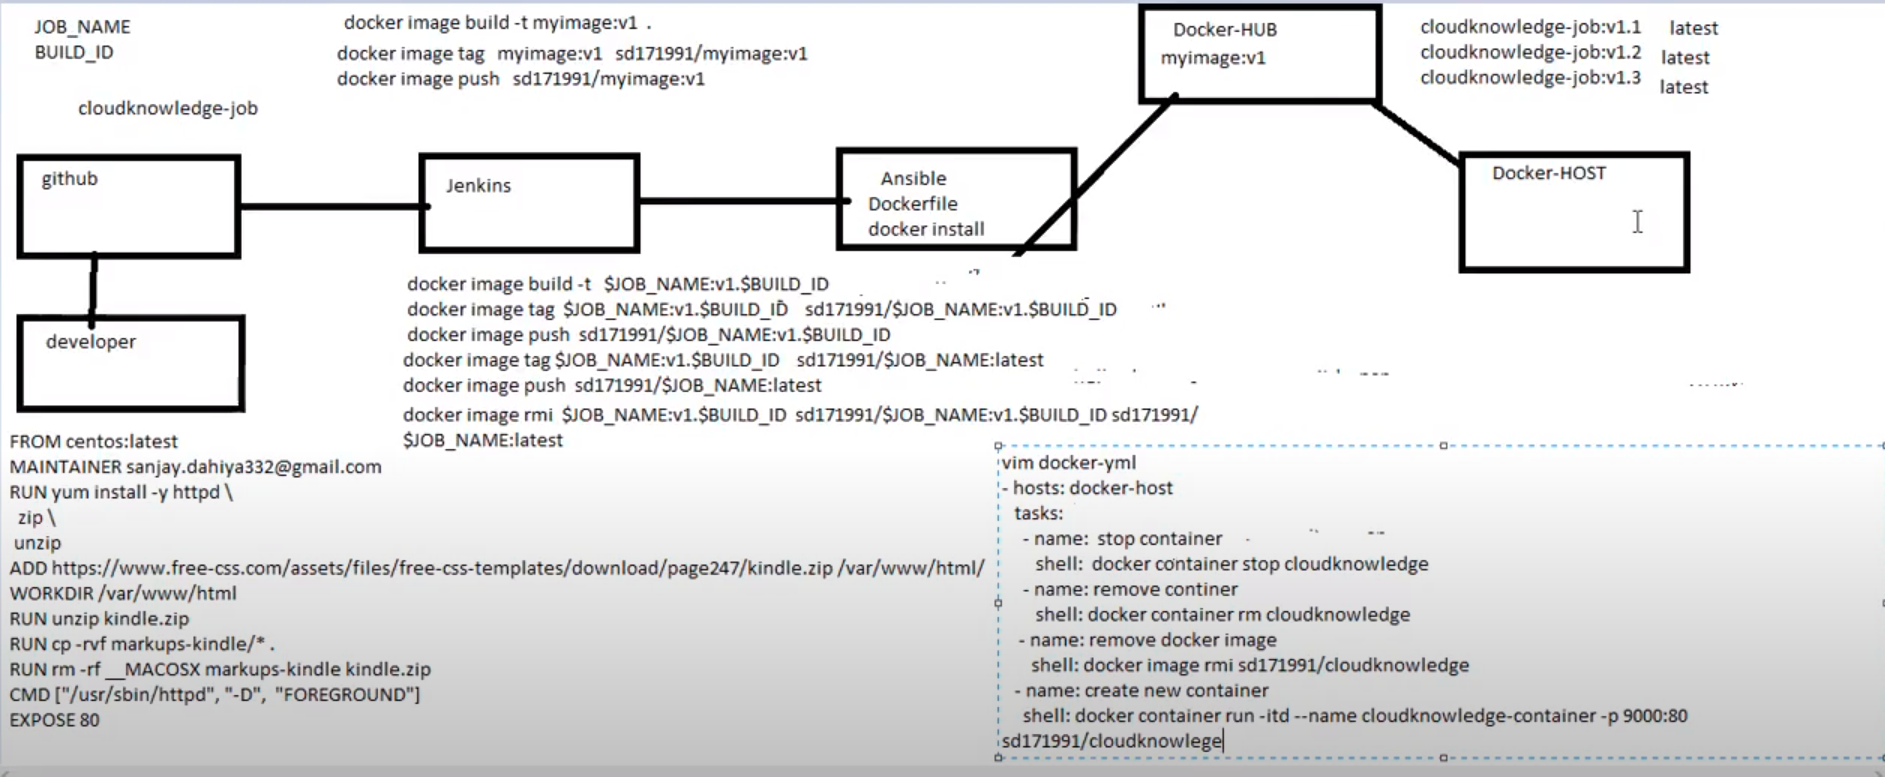 JOB_NAME
BUILD_ID
cloudknowledge-job
docker image build -t myimage:v1 .
docker image tag myimage:v1 sd171991/myimage:v1
docker image push sd171991/myimage:v1
Docker-HUB
myimage:v1
cloudknowledge-job:v1.1 latest
cloudknowledge-job:v1.2 latest
cloudknowledge-job:v1.3 latest
github
Jenkins
Ansible
Dockerfile
docker install
Docker-HOST
developer
docker image build -t $JOB_NAME:v1.$BUILD_ID
docker image tag $JOB_NAME:v1.$BUILD_ID sd171991/$JOB_NAME:v1.$BUILD_ID
docker image push sd171991/$JOB_NAME:v1.$BUILD_ID
docker image tag $JOB_NAME:v1.$BUILD_ID sd171991/$JOB_NAME:latest
docker image push sd171991/$JOB_NAME:latest
docker image rmi $JOB_NAME:v1.$BUILD_ID sd171991/$JOB_NAME:v1.$BUILD_ID sd171991/
$JOB_NAME:latest
FROM centos:latest
MAINTAINER sanjay.dahiya332@gmail.com
RUN yum install -y httpd \
zip \
unzip
ADD https://www.free-css.com/assets/files/free-css-templates/download/page247/kindle.zip /var/www/html/
WORKDIR /var/www/html
RUN unzip kindle.zip
RUN cp -rvf markups-kindle/* .
RUN rm -rf __MACOSX markups-kindle kindle.zip
CMD ["/usr/sbin/httpd", "-D", "FOREGROUND"]
EXPOSE 80
vim docker-yml
- hosts: docker-host
tasks:
- name: stop container
shell: docker container stop cloudknowledge
- name: remove continer
shell: docker container rm cloudknowledge
- name: remove docker image
shell: docker image rmi sd171991/cloudknowledge
- name: create new container
shell: docker container run -itd --name cloudknowledge-container -p 9000:80
sd171991/cloudknowlege